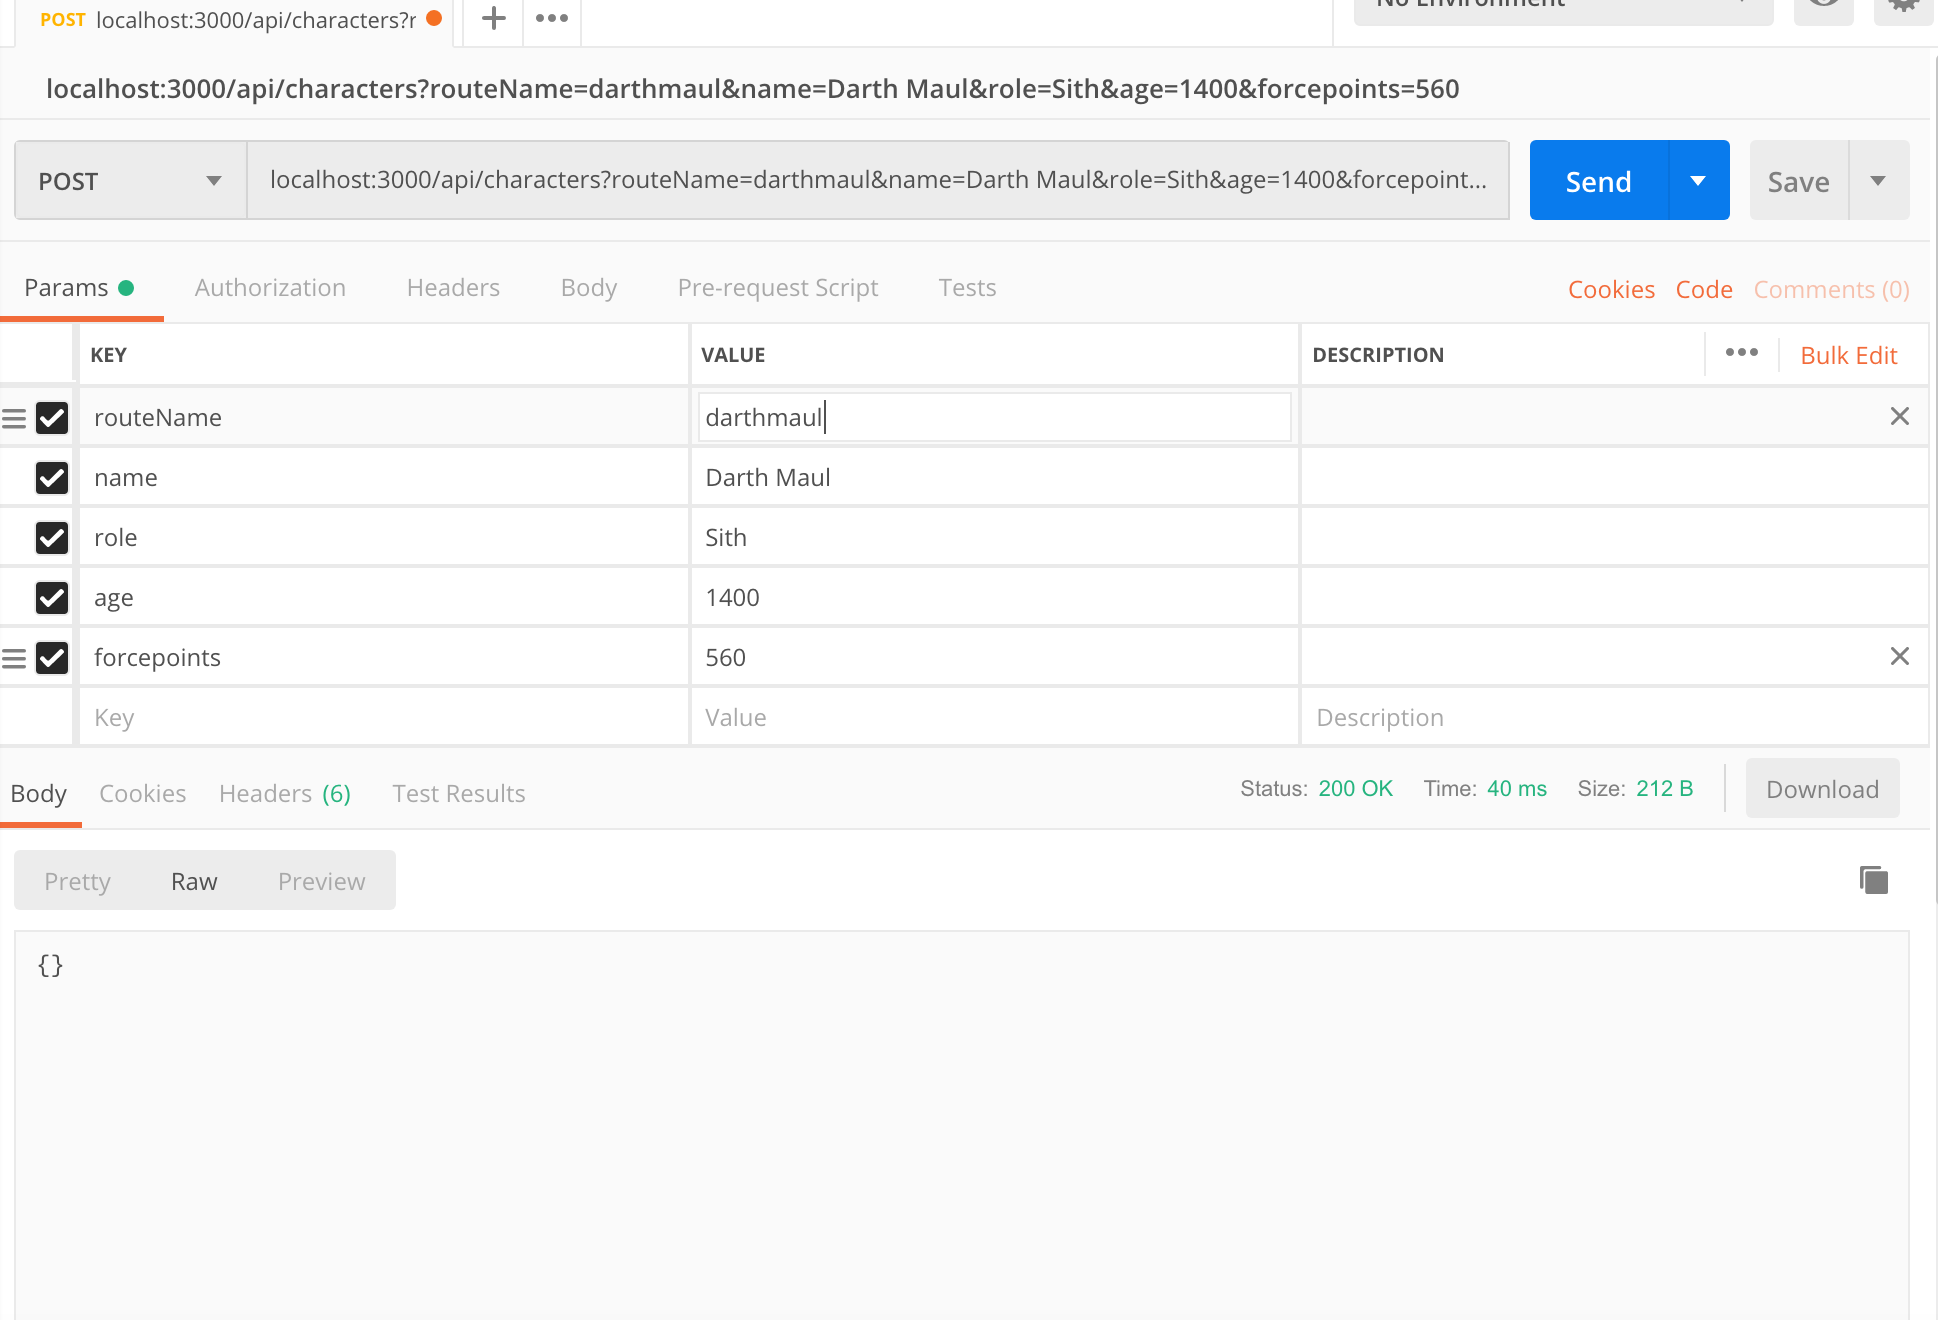 POST localhost:3000/api/characters?r
No Environment
localhost:3000/api/characters?routeName=darthmaul&name=Darth Maul&role=Sith&age=1400&forcepoints=560
POST localhost:3000/api/characters?routeName=darthmaul&name=Darth Maul&role=Sith&age=1400&forcepoint... Send Save
Params Authorization Headers Body Pre-request Script Tests Cookies Code Comments (0)
KEY VALUE DESCRIPTION Bulk Edit
routeName darthmaul
name Darth Maul
role Sith
age 1400
forcepoints 560
Key Value Description
Body Cookies Headers (6) Test Results Status: 200 OK Time: 40 ms Size: 212 B Download
Pretty Raw Preview
{}